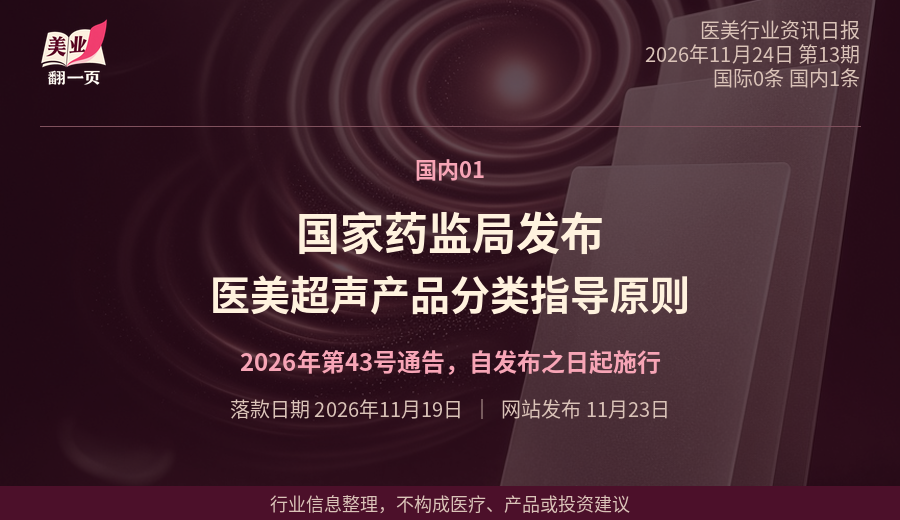 美业
翻一页
医美行业资讯日报
2026年11月24日 第13期
国际0条 国内1条
国内01
国家药监局发布
医美超声产品分类指导原则
2026年第43号通告，自发布之日起施行
落款日期 2026年11月19日 ｜ 网站发布 11月23日
行业信息整理，不构成医疗、产品或投资建议